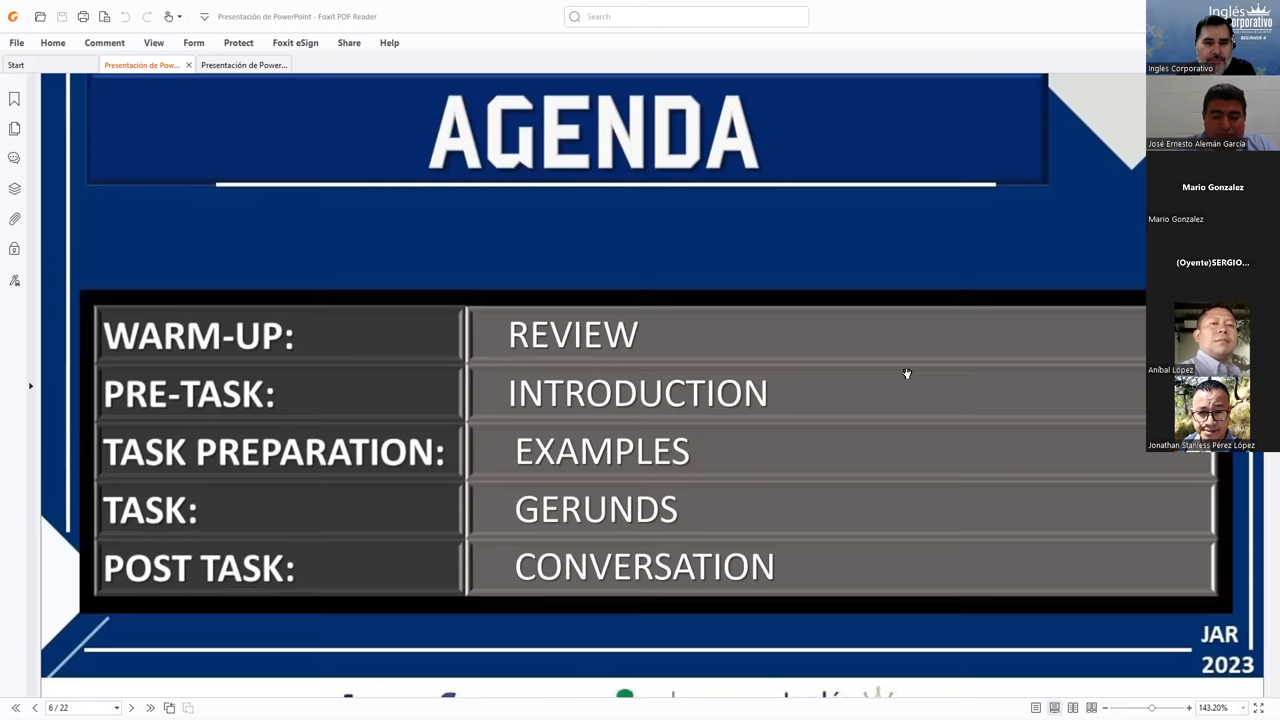 Presentación de PowerPoint - Foxit PDF Reader
Search
File Home Comment View Form Protect Foxit eSign Share Help
Start
Presentación de Pow...
Presentación de Power...
AGENDA
WARM-UP: REVIEW
PRE-TASK: INTRODUCTION
TASK PREPARATION: EXAMPLES
TASK: GERUNDS
POST TASK: CONVERSATION
JAR
2023
6 / 22
143.20%
Inglés
Corporativo
BEGINNER 4
Ingles Corporativo
José Ernesto Alemán García
Mario Gonzalez
Mario Gonzalez
(Oyente)SERGIO...
Aníbal López
Jonathan Stanless Pérez López